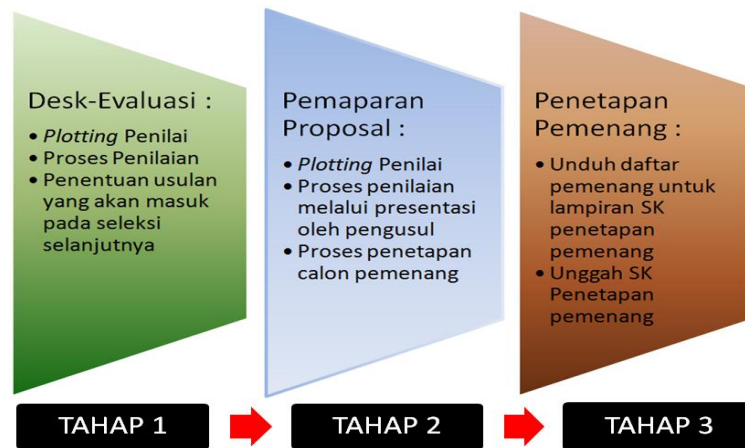 Desk-Evaluasi :
• Plotting Penilai
• Proses Penilaian
• Penentuan usulan
yang akan masuk
pada seleksi
selanjutnya
Pemaparan
Proposal :
• Plotting Penilai
• Proses penilaian
melalui presentasi
oleh pengusul
• Proses penetapan
calon pemenang
Penetapan
Pemenang :
• Unduh daftar
pemenang untuk
lampiran SK
penetapan
pemenang
• Unggah SK
Penetapan
pemenang
TAHAP 1
TAHAP 2
TAHAP 3